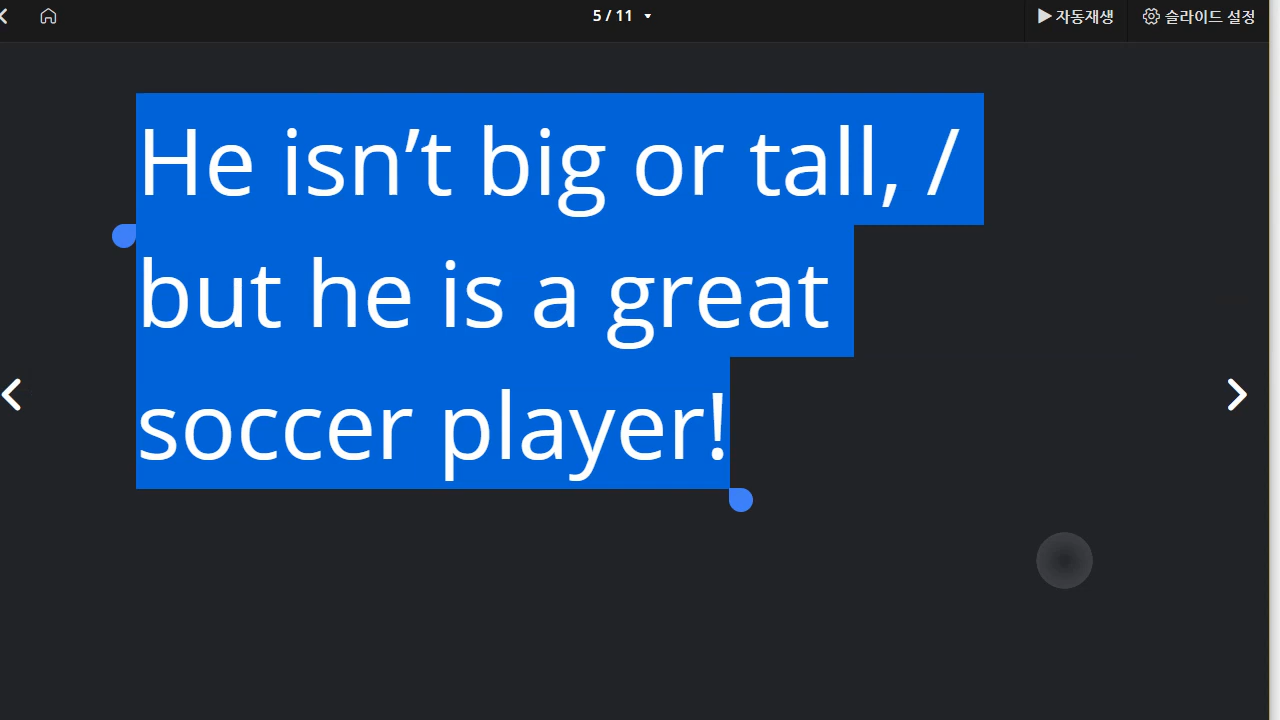 5 / 11
자동재생
슬라이드 설정
He isn’t big or tall, /
but he is a great
soccer player!